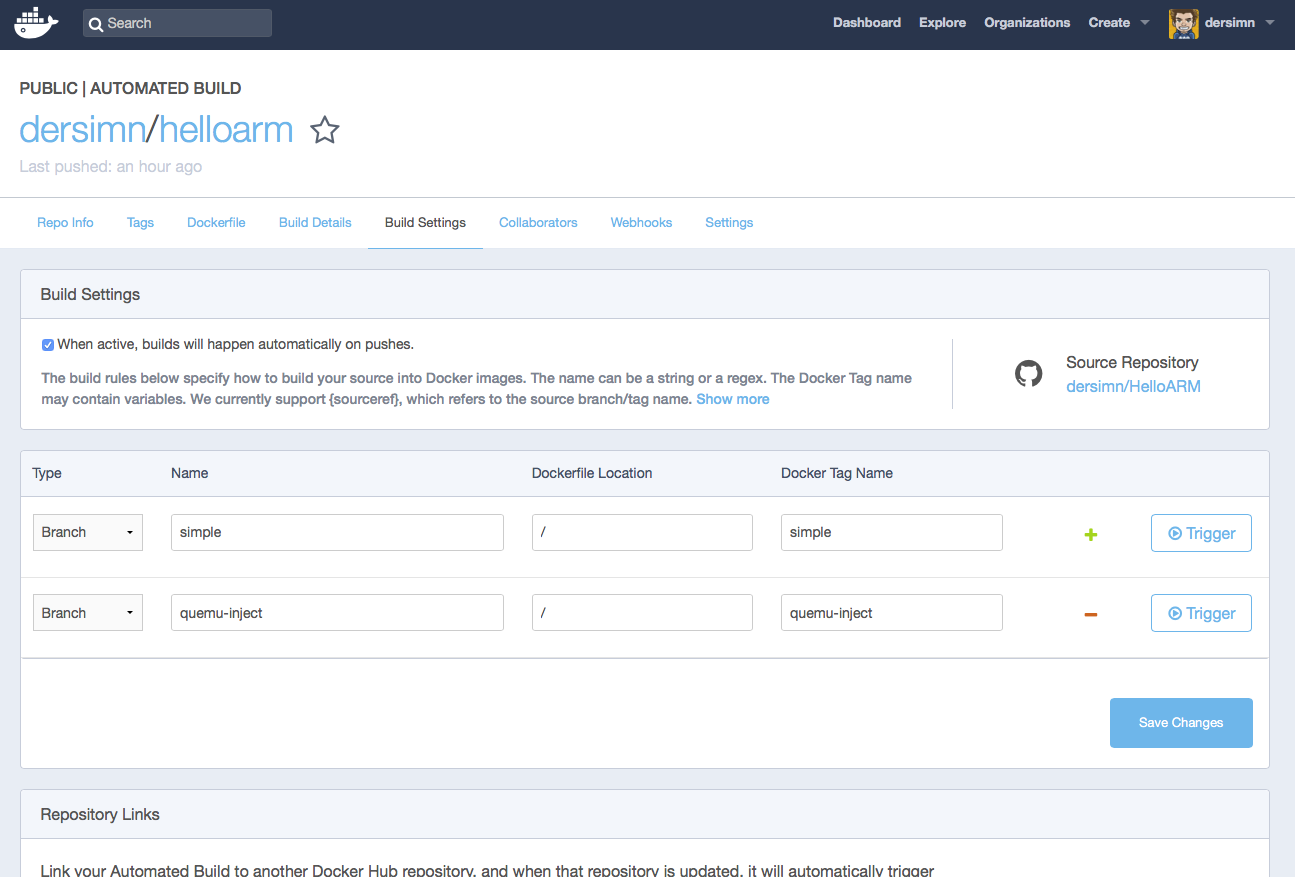 Search
Dashboard Explore Organizations Create dersimn
PUBLIC | AUTOMATED BUILD
dersimn/helloarm
Last pushed: an hour ago
Repo Info Tags Dockerfile Build Details Build Settings Collaborators Webhooks Settings
Build Settings
When active, builds will happen automatically on pushes.
The build rules below specify how to build your source into Docker images. The name can be a string or a regex. The Docker Tag name
may contain variables. We currently support {sourceref}, which refers to the source branch/tag name. Show more
Source Repository
dersimn/HelloARM
Type Name Dockerfile Location Docker Tag Name
Branch simple / simple Trigger
Branch quemu-inject / quemu-inject Trigger
Save Changes
Repository Links
Link your Automated Build to another Docker Hub repository, and when that repository is updated, it will automatically trigger